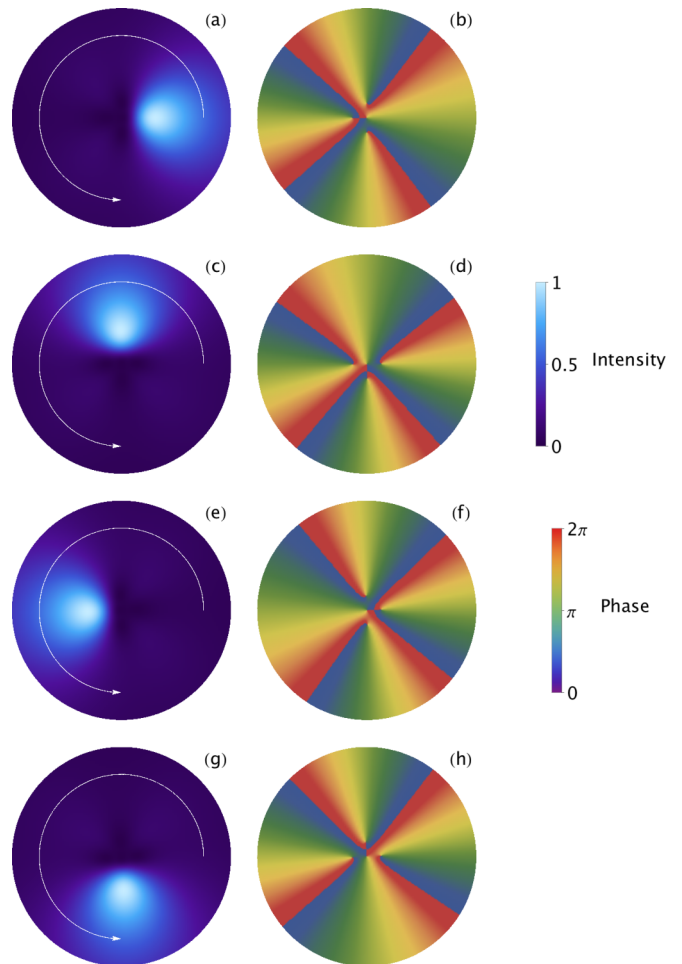 (a)
(b)
(c)
(d)
1
0.5
Intensity
0
(e)
(f)
2π
π
Phase
0
(g)
(h)